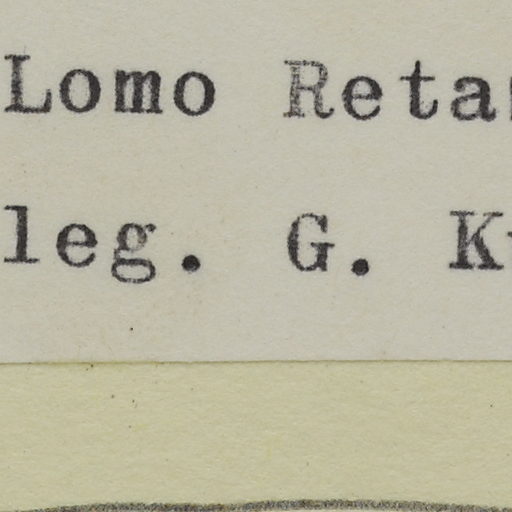 Lomo Reta
leg. G. K